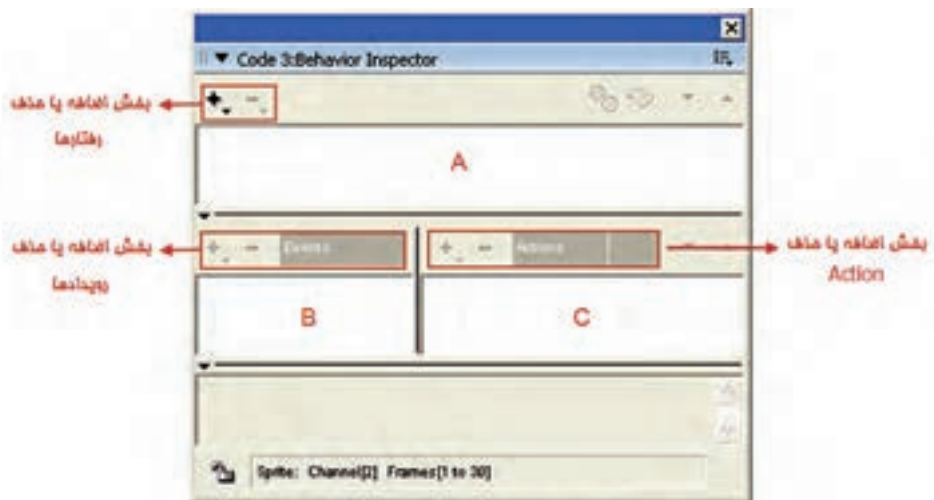 Code 3:Behavior Inspector
بخش اضافه یا حذف
رفتارها
A
بخش اضافه یا حذف
رویدادها
Events
Actions
بخش اضافه یا حذف
Action
B
C
Sprite: Channel[2] Frames[1 to 30]